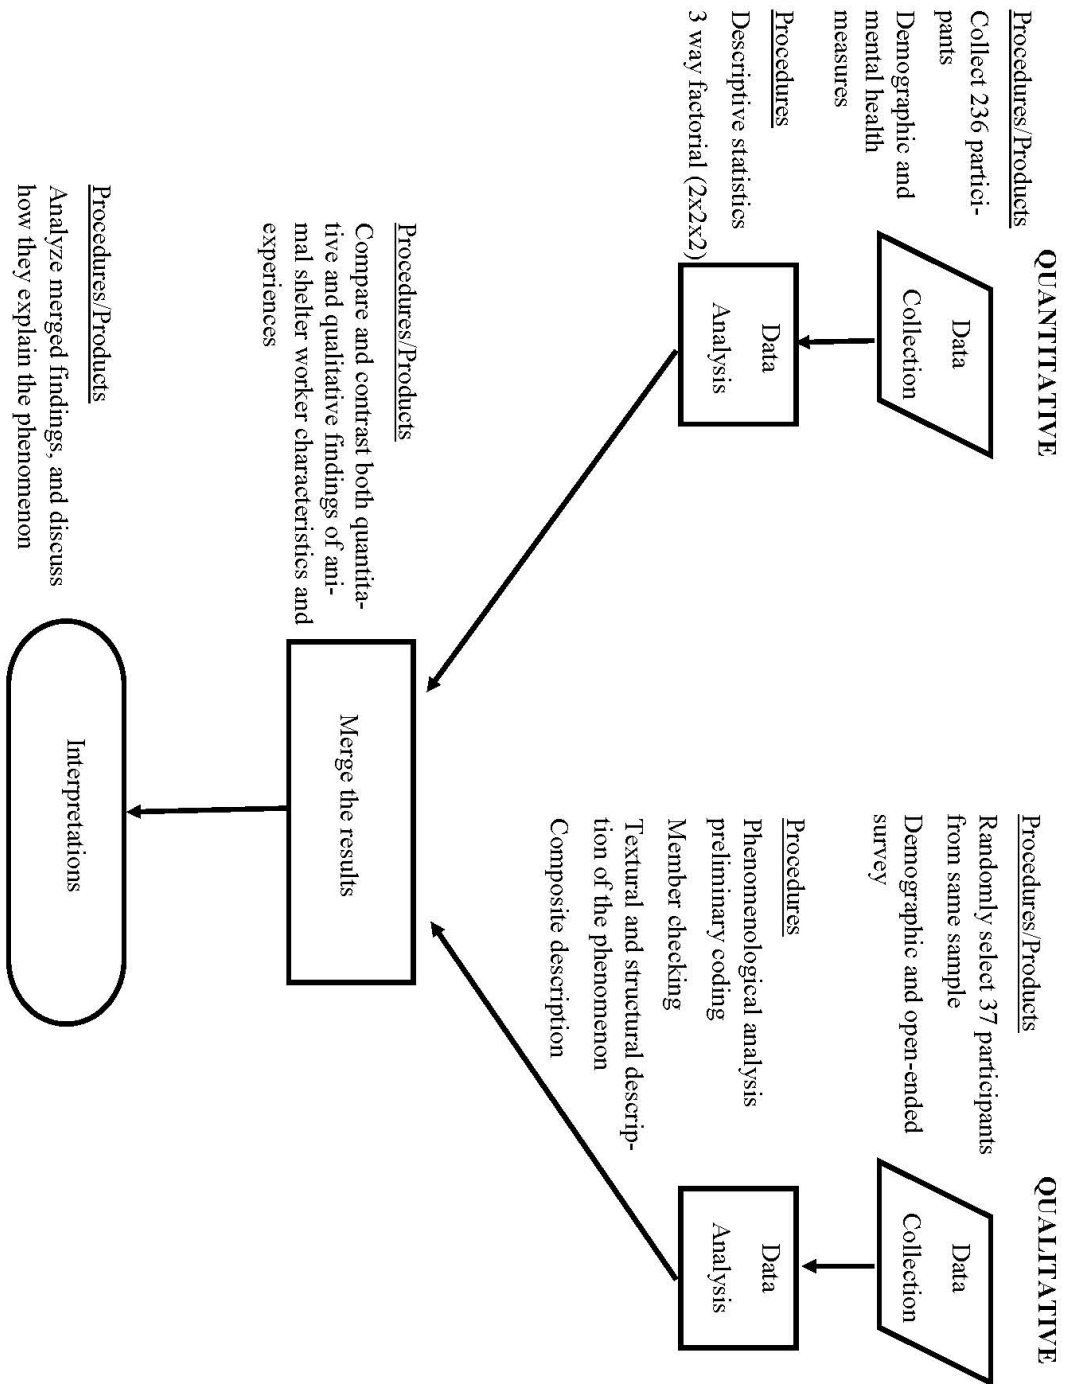 QUANTITATIVE
Procedures/Products
Collect 236 partici-
pants
Demographic and
mental health
measures
Data
Collection
Procedures
Descriptive statistics
3 way factorial (2x2x2)
Data
Analysis
QUALITATIVE
Procedures/Products
Randomly select 37 participants
from same sample
Demographic and open-ended
survey
Data
Collection
Procedures
Phenomenological analysis
preliminary coding
Member checking
Textural and structural descrip-
tion of the phenomenon
Composite description
Data
Analysis
Procedures/Products
Compare and contrast both quantita-
tive and qualitative findings of ani-
mal shelter worker characteristics and
experiences
Merge the results
Procedures/Products
Analyze merged findings, and discuss
how they explain the phenomenon
Interpretations